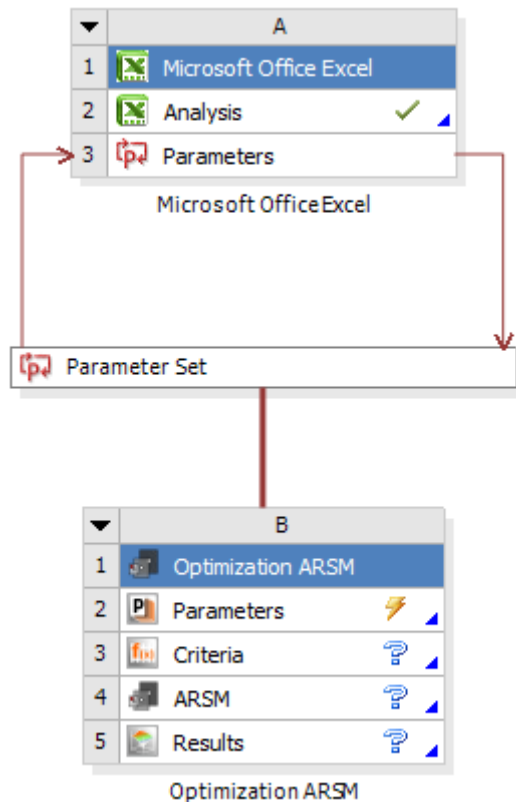 A
1 Microsoft Office Excel
2 Analysis
3 Parameters
Microsoft Office Excel
Parameter Set
B
1 Optimization ARSM
2 Parameters
3 Criteria
4 ARSM
5 Results
Optimization ARSM